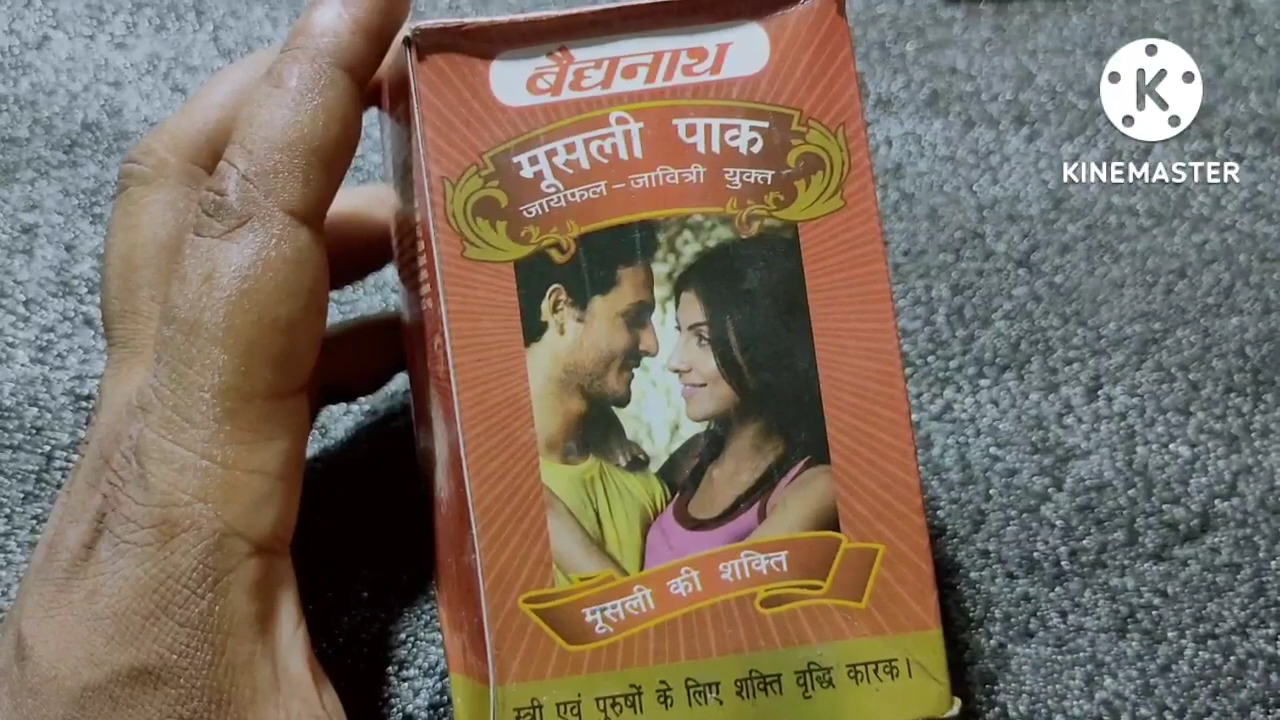 बैद्यनाथ
मूसली पाक
जायफल-जावित्री युक्त
मूसली की शक्ति
स्त्री एवं पुरुषों के लिए शक्ति वृद्धि कारक।
K
KINEMASTER